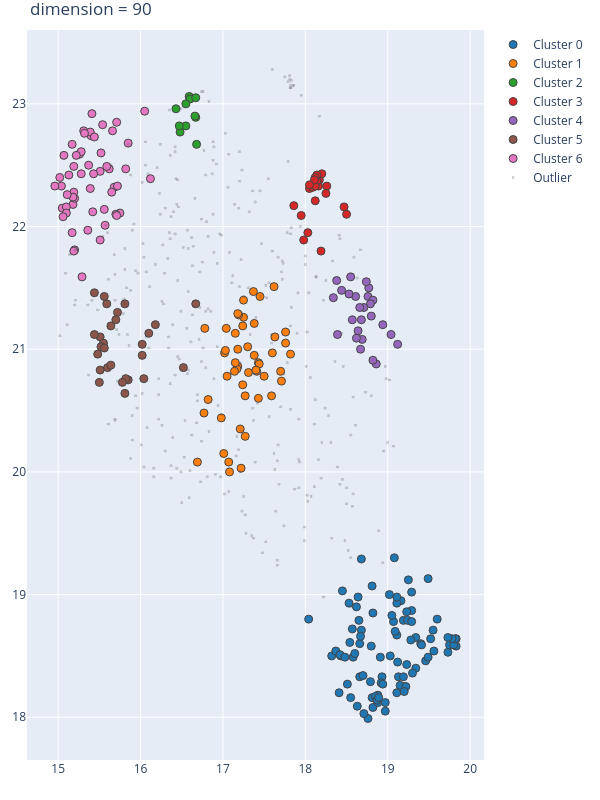 dimension = 90
Cluster 0
Cluster 1
Cluster 2
Cluster 3
Cluster 4
Cluster 5
Cluster 6
Outlier
23
22
21
20
19
18
15 16 17 18 19 20